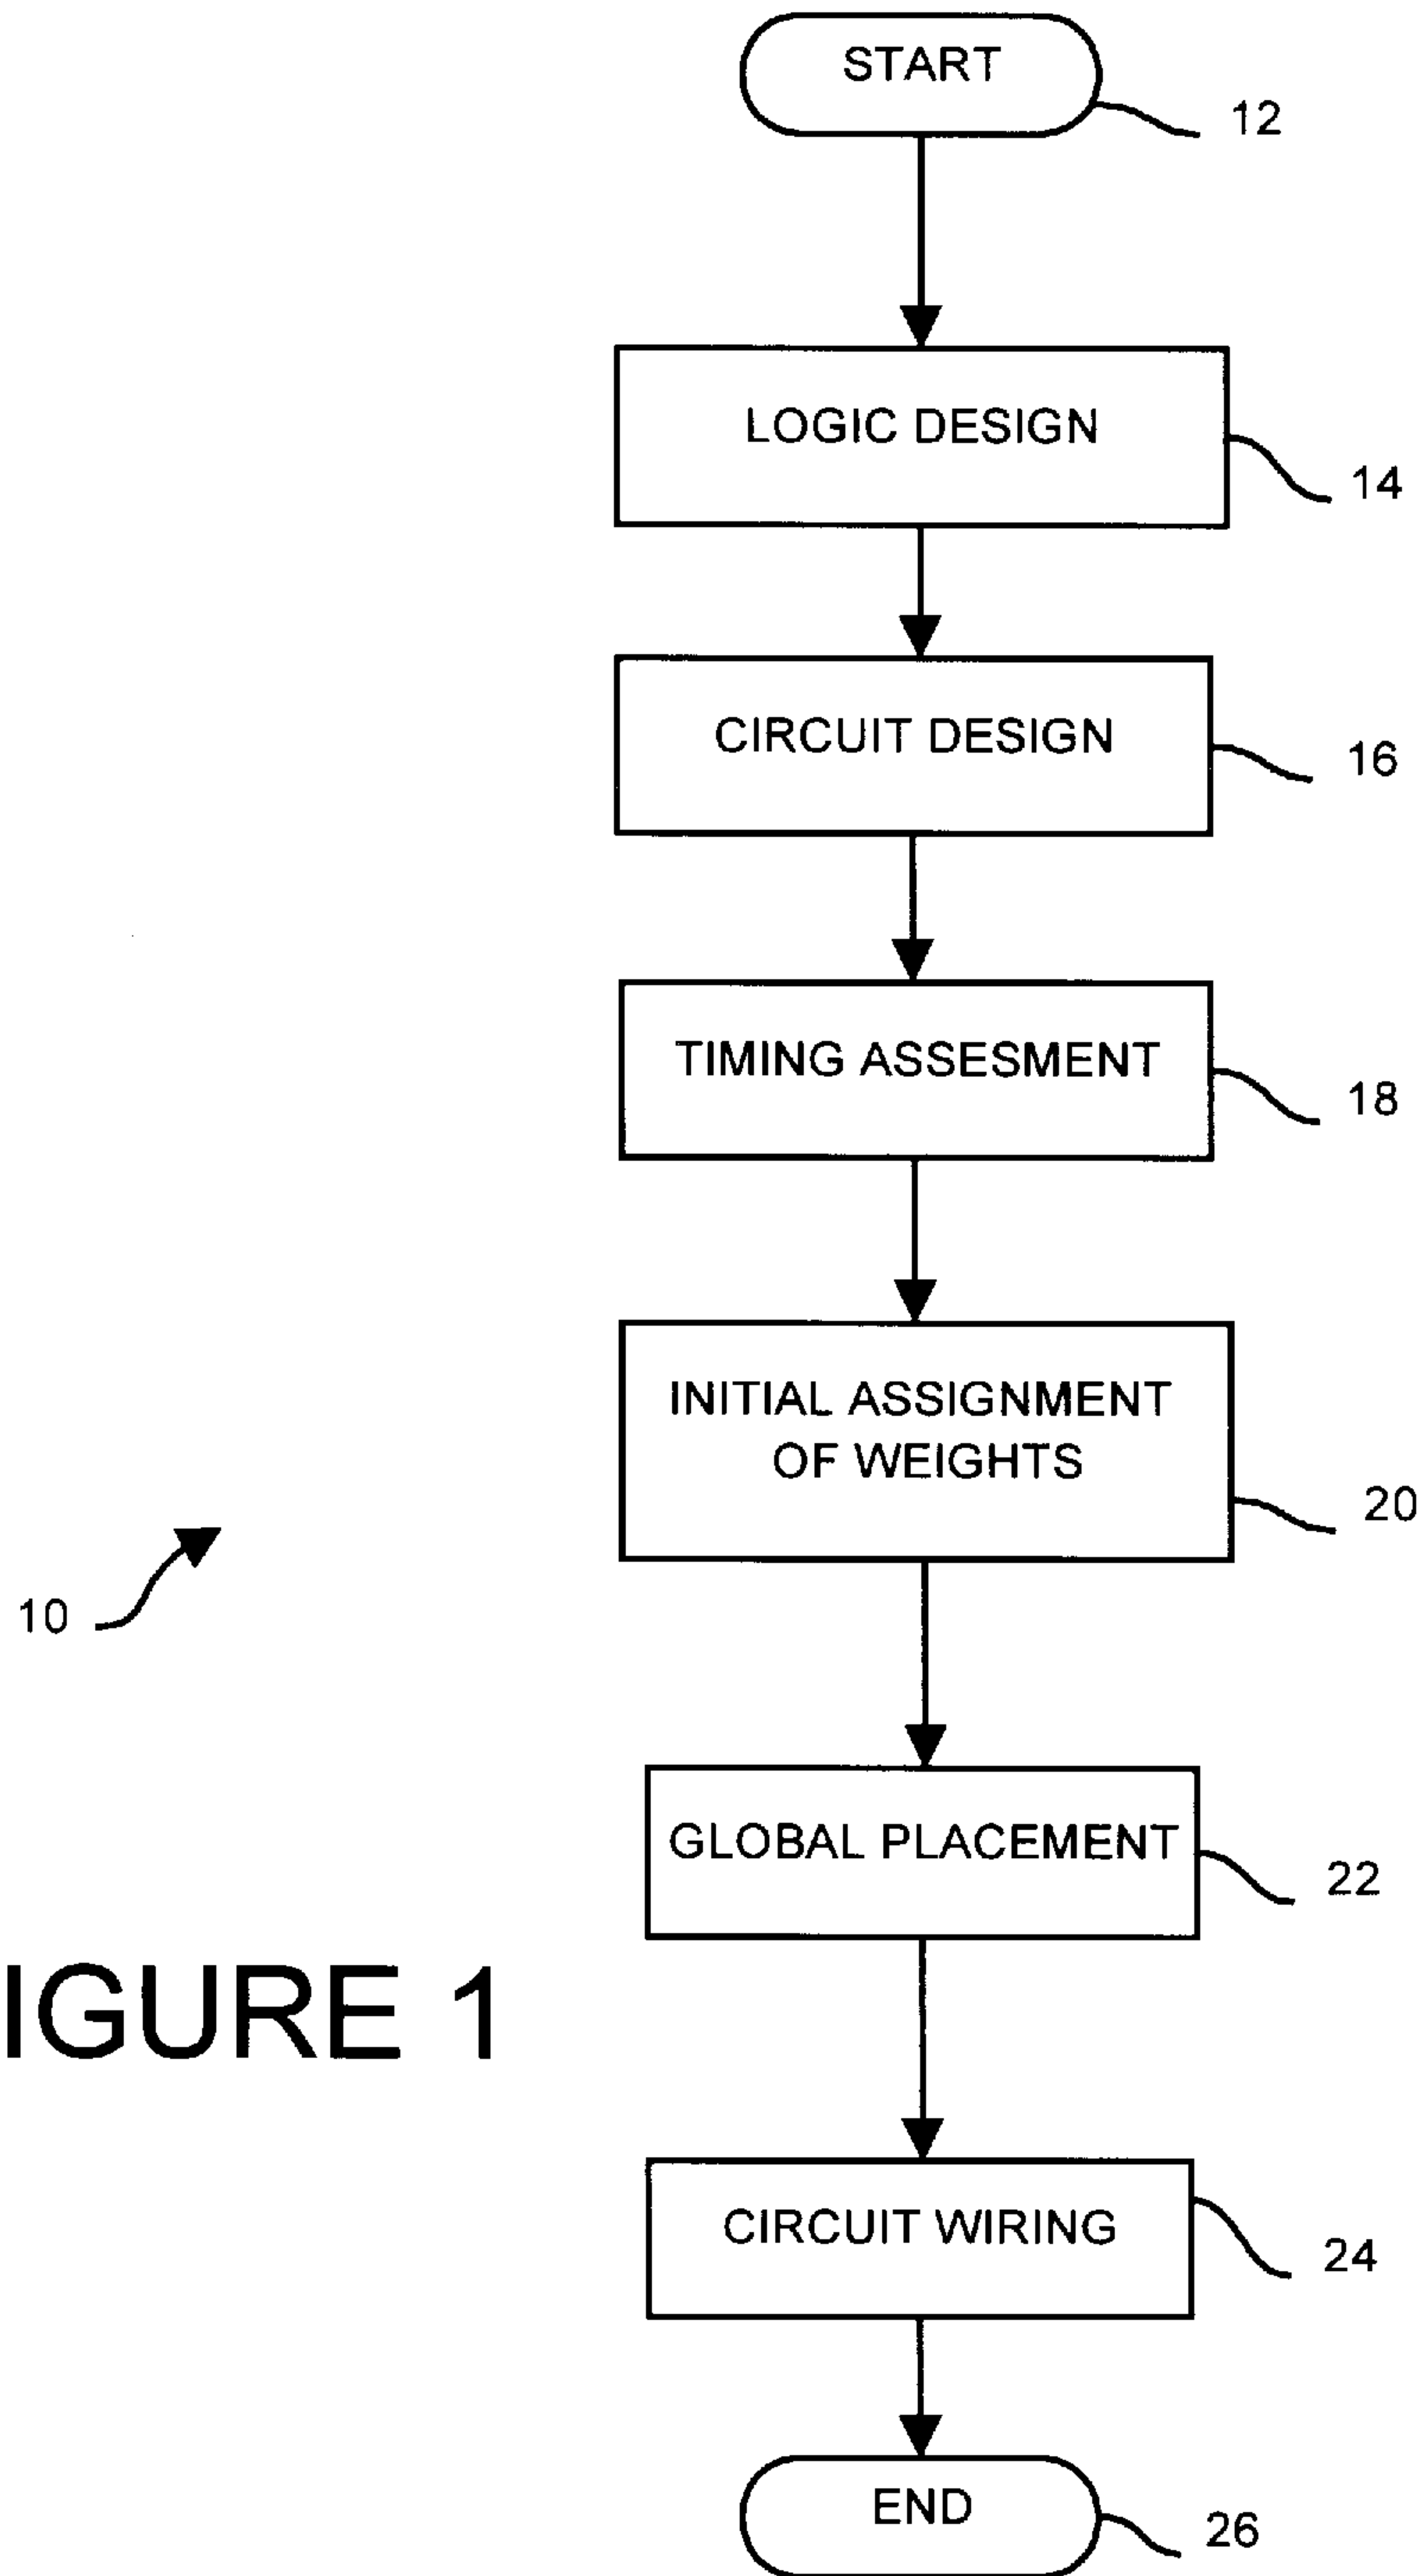 START
12
LOGIC DESIGN
14
CIRCUIT DESIGN
16
TIMING ASSESMENT
18
INITIAL ASSIGNMENT
OF WEIGHTS
20
10
GLOBAL PLACEMENT
22
IGURE 1
CIRCUIT WIRING
24
END
26